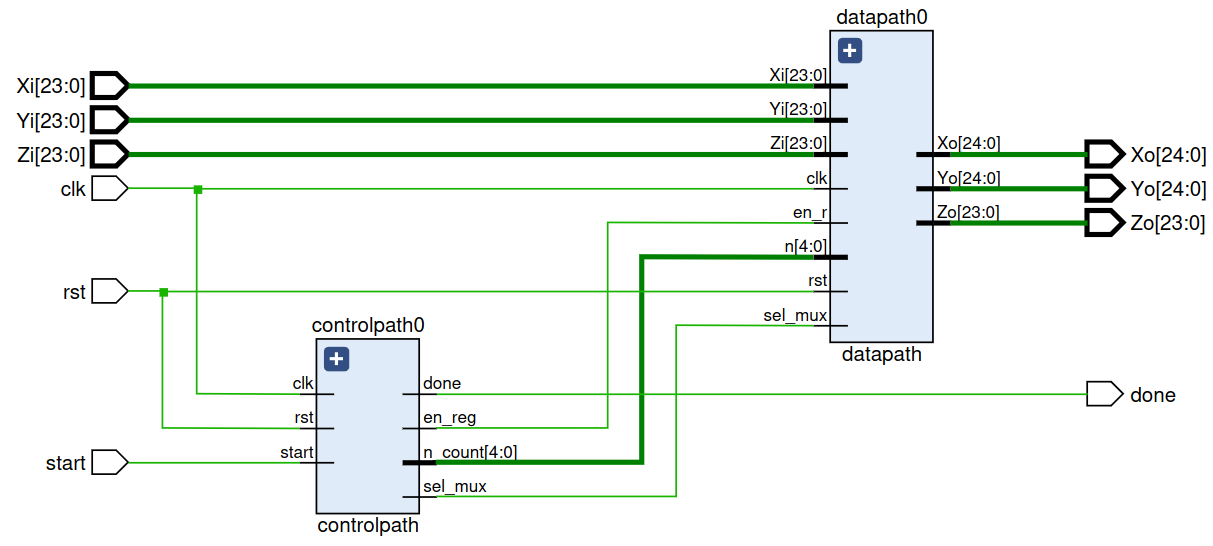 datapath0
Xi[23:0]
Yi[23:0]
Zi[23:0]
clk
rst
start
Xi[23:0]
Yi[23:0]
Zi[23:0]
clk
en_r
n[4:0]
rst
sel_mux
Xo[24:0]
Yo[24:0]
Zo[23:0]
datapath
Xo[24:0]
Yo[24:0]
Zo[23:0]
controlpath0
clk
rst
start
done
en_reg
n_count[4:0]
sel_mux
controlpath
done